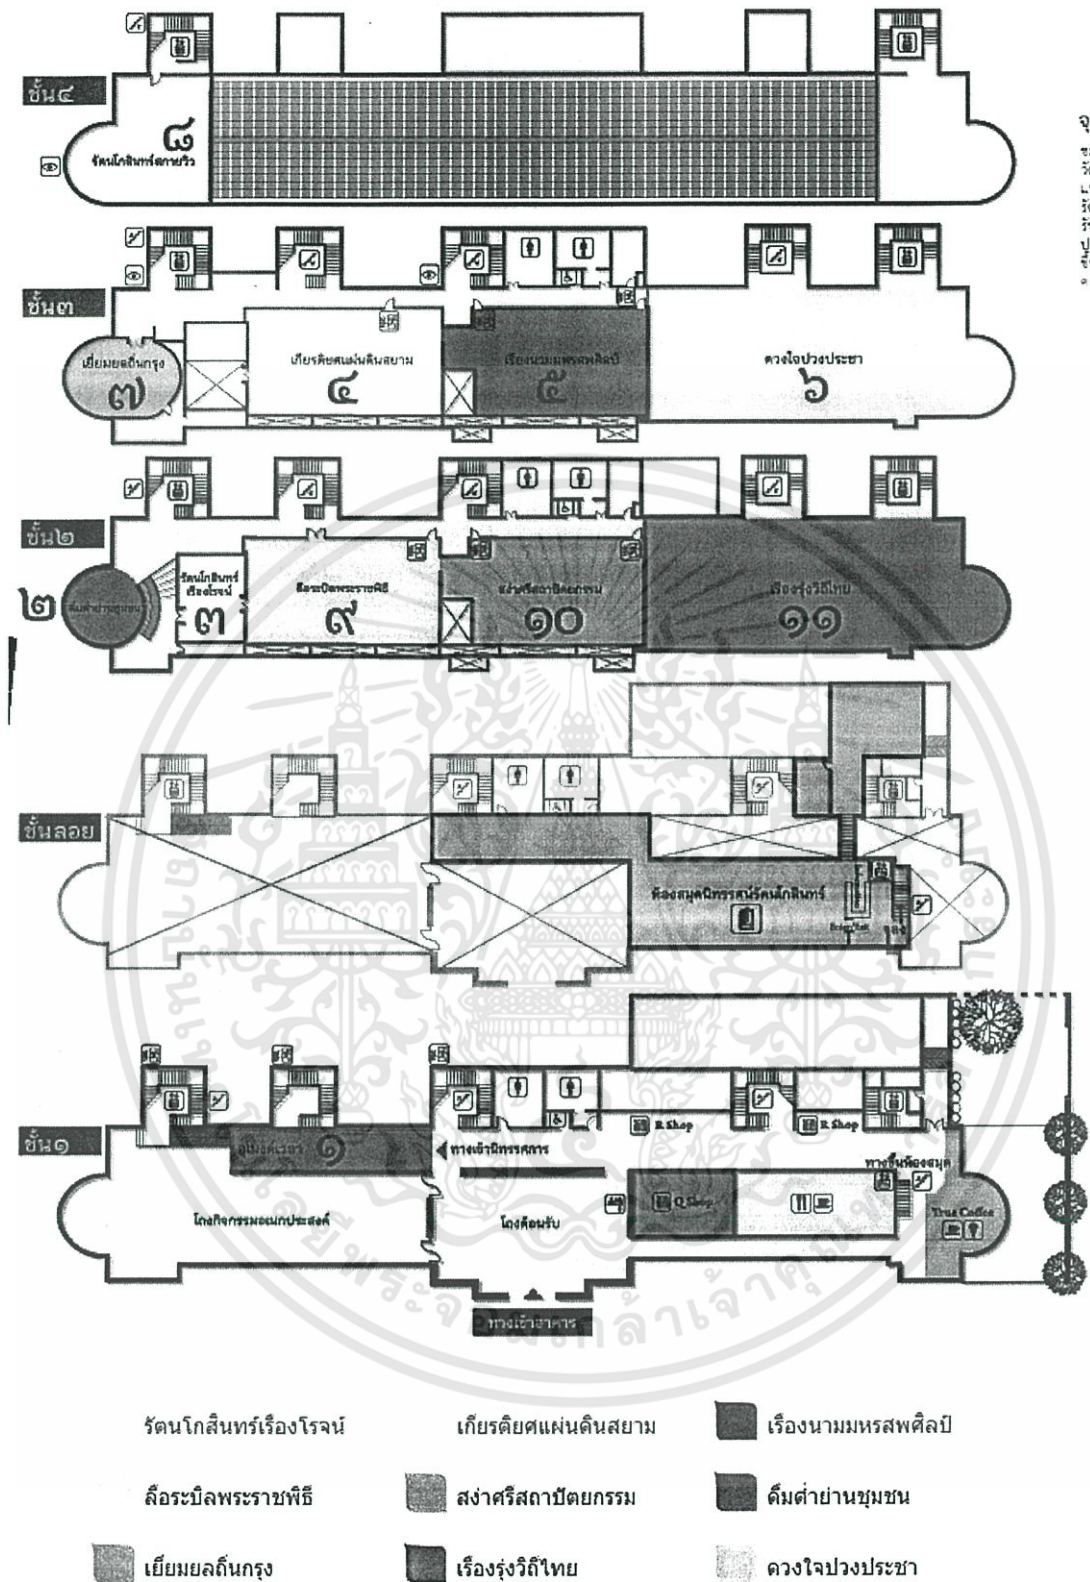 ชั้น๔
๘
รัตนโกสินทร์สกายวิว
ชั้น๓
เยี่ยมยลถิ่นกรุง
๗
เกียรติยศแผ่นดินสยาม
๔
เรืองนามมหรสพศิลป์
๕
ดวงใจปวงประชา
๖
ชั้น๒
๒
ดื่มด่ำย่านชุมชน
รัตนโกสินทร์
เรืองโรจน์
๓
ลือระบิลพระราชพิธี
๙
สง่าศรีสถาปัตยกรรม
๑๐
เรืองรุ่งวิถีไทย
๑๑
ชั้นลอย
ห้องสมุดนิทรรศน์รัตนโกสินทร์
ชั้น๑
๑
ทางเข้านิทรรศการ
R Shop
R Shop
ทางขึ้นห้องสมุด
โถงกิจกรรมอเนกประสงค์
โถงต้อนรับ
Q Shop
True Coffee
ทางเข้าอาคาร
รัตนโกสินทร์เรืองโรจน์
เกียรติยศแผ่นดินสยาม
เรืองนามมหรสพศิลป์
ลือระบิลพระราชพิธี
สง่าศรีสถาปัตยกรรม
ดื่มด่ำย่านชุมชน
เยี่ยมยลถิ่นกรุง
เรืองรุ่งวิถีไทย
ดวงใจปวงประชา